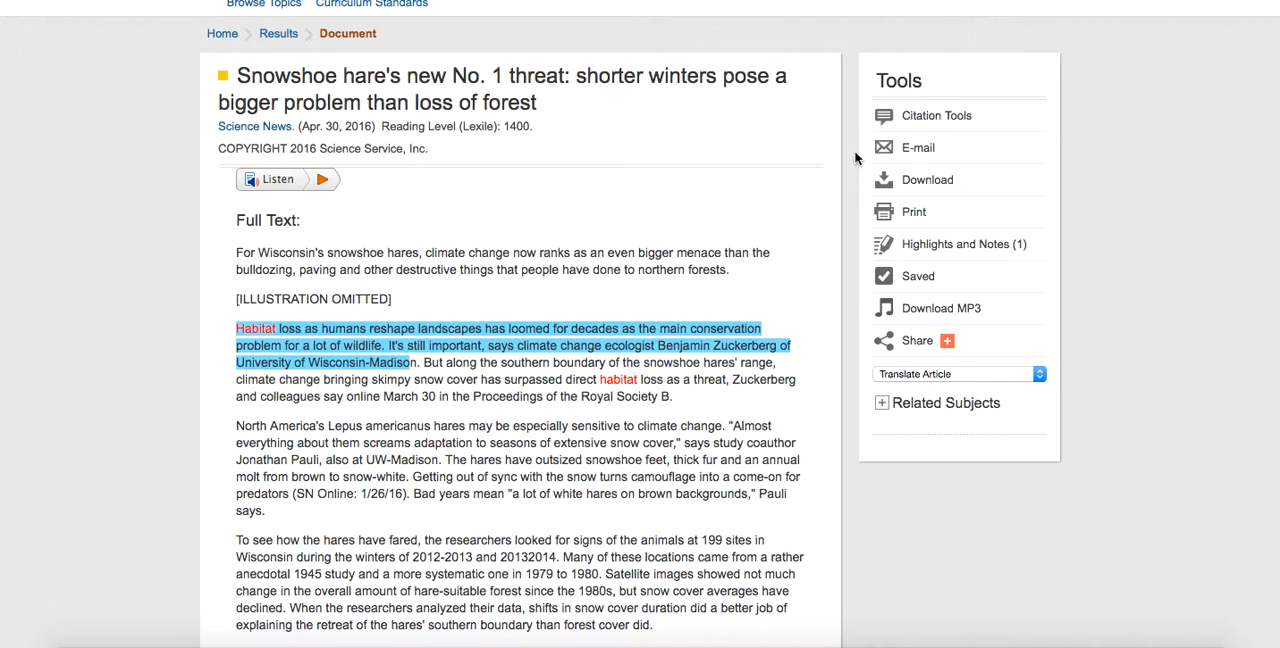 Browse Topics Curriculum Standards
Home Results Document
Snowshoe hare's new No. 1 threat: shorter winters pose a
bigger problem than loss of forest
Science News. (Apr. 30, 2016) Reading Level (Lexile): 1400.
COPYRIGHT 2016 Science Service, Inc.
Listen
Full Text:
For Wisconsin's snowshoe hares, climate change now ranks as an even bigger menace than the
bulldozing, paving and other destructive things that people have done to northern forests.
[ILLUSTRATION OMITTED]
Habitat loss as humans reshape landscapes has loomed for decades as the main conservation
problem for a lot of wildlife. It's still important, says climate change ecologist Benjamin Zuckerberg of
University of Wisconsin-Madison. But along the southern boundary of the snowshoe hares' range,
climate change bringing skimpy snow cover has surpassed direct habitat loss as a threat, Zuckerberg
and colleagues say online March 30 in the Proceedings of the Royal Society B.
North America's Lepus americanus hares may be especially sensitive to climate change. "Almost
everything about them screams adaptation to seasons of extensive snow cover," says study coauthor
Jonathan Pauli, also at UW-Madison. The hares have outsized snowshoe feet, thick fur and an annual
molt from brown to snow-white. Getting out of sync with the snow turns camouflage into a come-on for
predators (SN Online: 1/26/16). Bad years mean "a lot of white hares on brown backgrounds," Pauli
says.
To see how the hares have fared, the researchers looked for signs of the animals at 199 sites in
Wisconsin during the winters of 2012-2013 and 20132014. Many of these locations came from a rather
anecdotal 1945 study and a more systematic one in 1979 to 1980. Satellite images showed not much
change in the overall amount of hare-suitable forest since the 1980s, but snow cover averages have
declined. When the researchers analyzed their data, shifts in snow cover duration did a better job of
explaining the retreat of the hares' southern boundary than forest cover did.
Tools
Citation Tools
E-mail
Download
Print
Highlights and Notes (1)
Saved
Download MP3
Share
Translate Article
Related Subjects